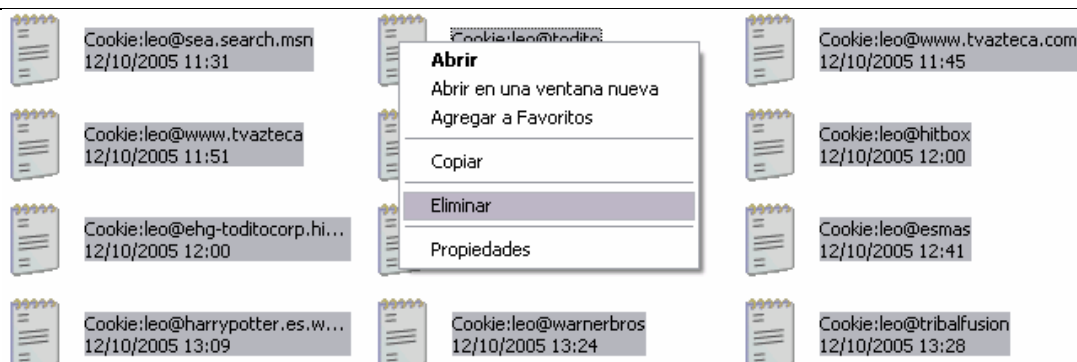 Cookie:leo@sea.search.msn
12/10/2005 11:31
Cookie:leo@todito
Cookie:leo@www.tvazteca.com
12/10/2005 11:45
Abrir
Abrir en una ventana nueva
Agregar a Favoritos
Copiar
Eliminar
Propiedades
Cookie:leo@www.tvazteca
12/10/2005 11:51
Cookie:leo@hitbox
12/10/2005 12:00
Cookie:leo@ehg-toditocorp.hi...
12/10/2005 12:00
Cookie:leo@esmas
12/10/2005 12:41
Cookie:leo@harrypotter.es.w...
12/10/2005 13:09
Cookie:leo@warnerbros
12/10/2005 13:24
Cookie:leo@tribalfusion
12/10/2005 13:28